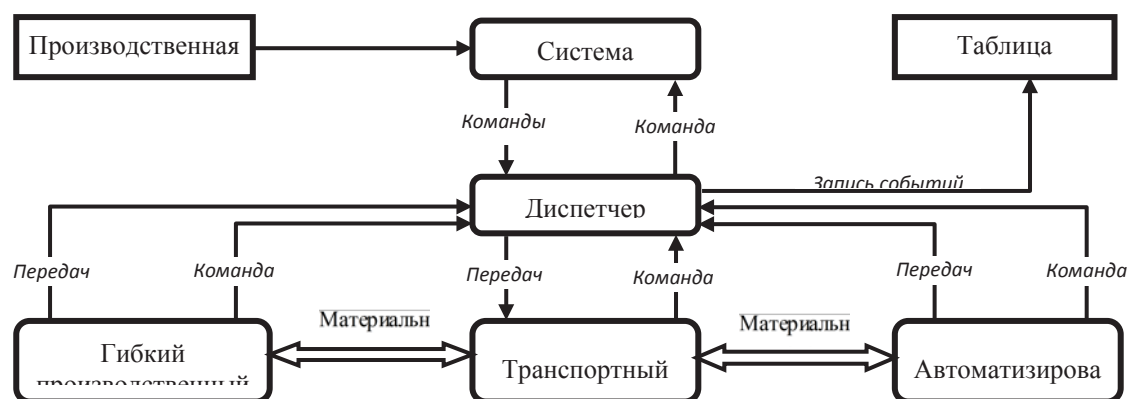 Производственная
Система
Таблица
Команды
Команда
Запись событий
Диспетчер
Передач
Команда
Передач
Команда
Передач
Команда
Материальн
Материальн
Гибкий
производственный
Транспортный
Автоматизирова